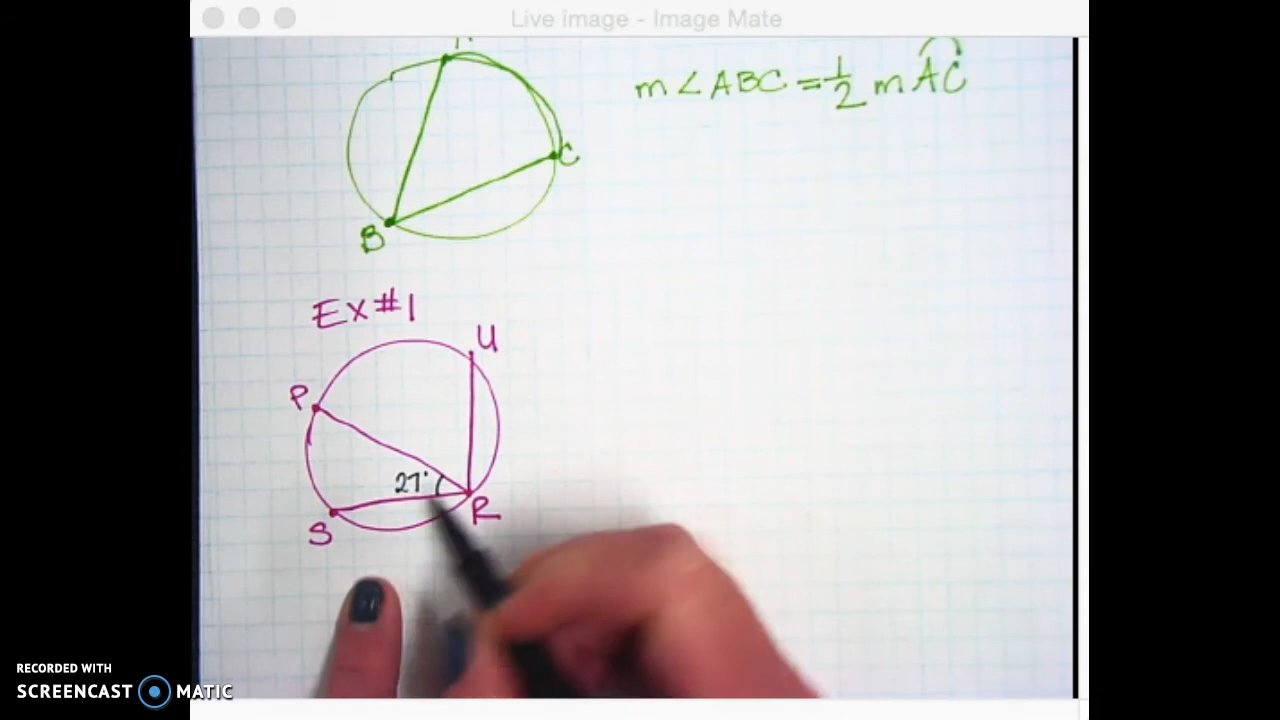 Live image - Image Mate
m∠ABC = 1/2 mAC
C
B
Ex #1
U
P
27°
R
S
RECORDED WITH
SCREENCAST MATIC